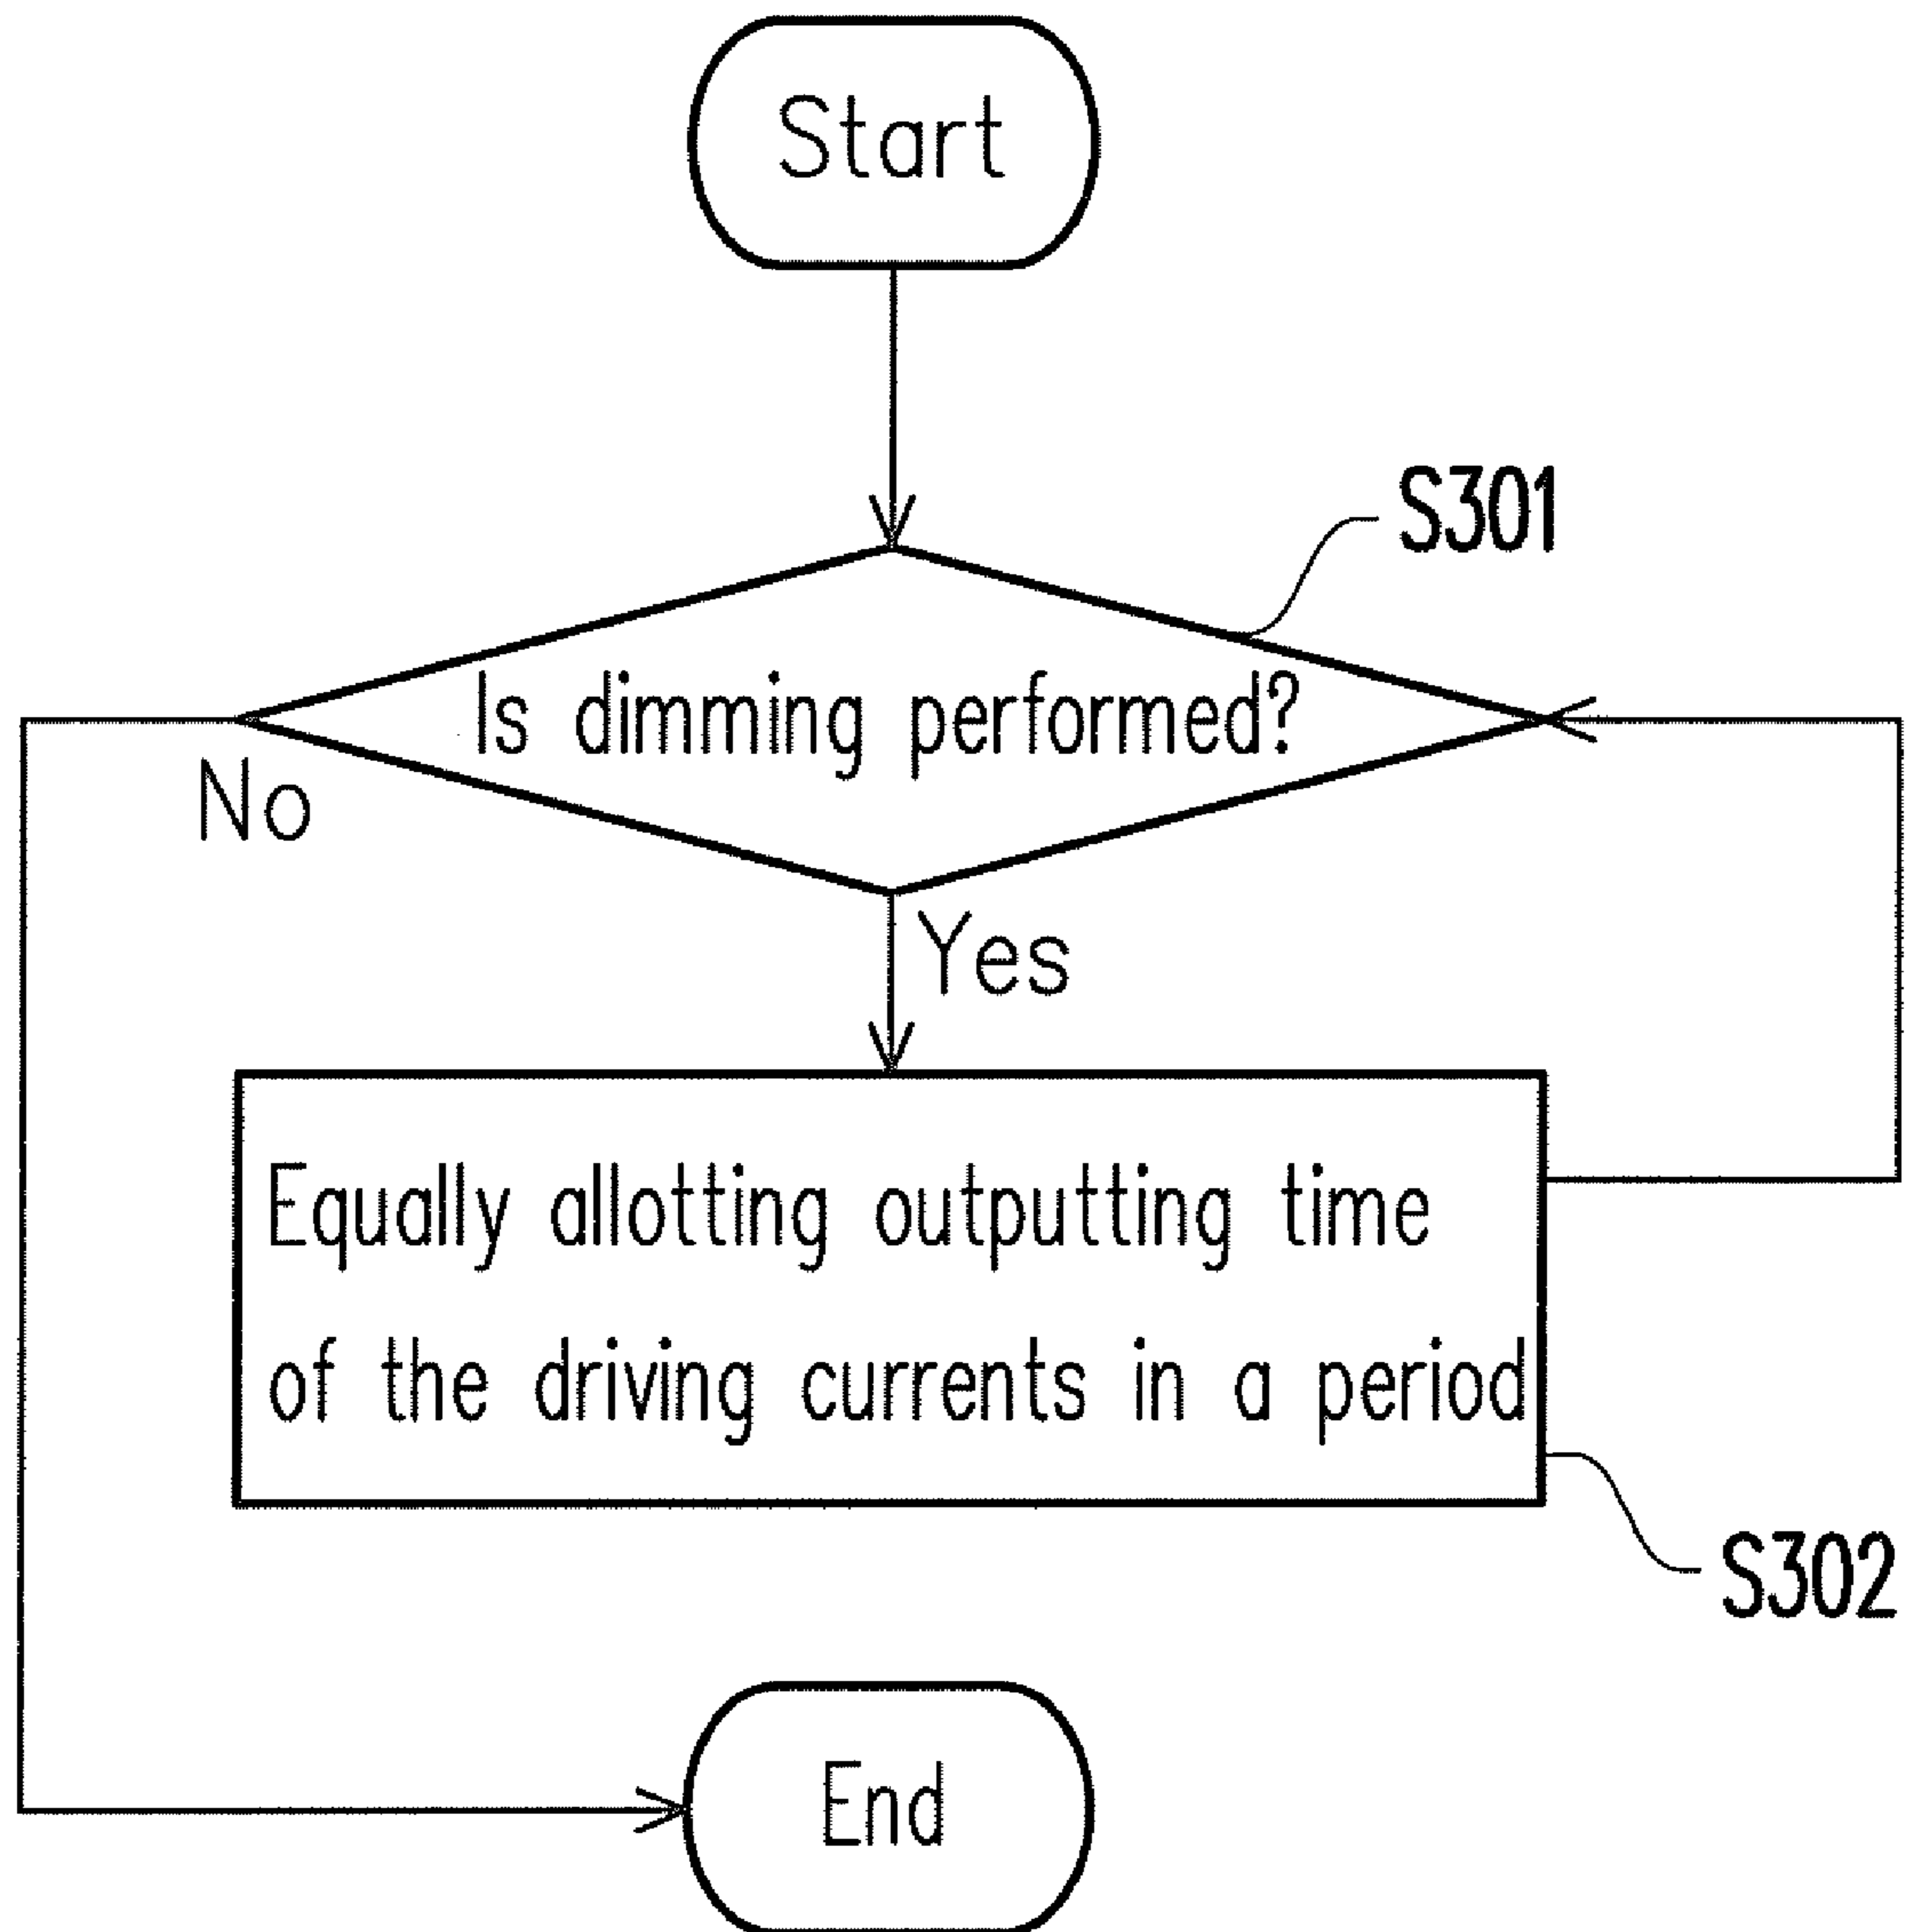 Start
S301
Is dimming performed?
No
Yes
Equally allotting outputting time
of the driving currents in a period
S302
End